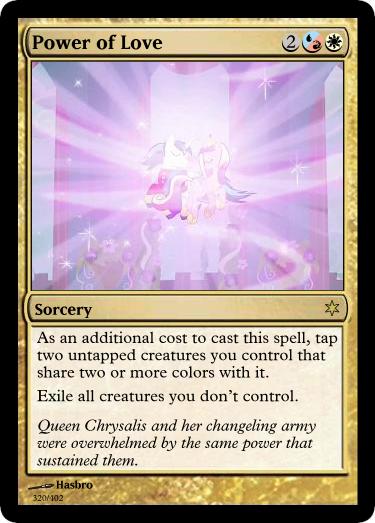 Power of Love 2
Sorcery
As an additional cost to cast this spell, tap
two untapped creatures you control that
share two or more colors with it.
Exile all creatures you don't control.
Queen Chrysalis and her changeling army
were overwhelmed by the same power that
sustained them.
Hasbro
320/402